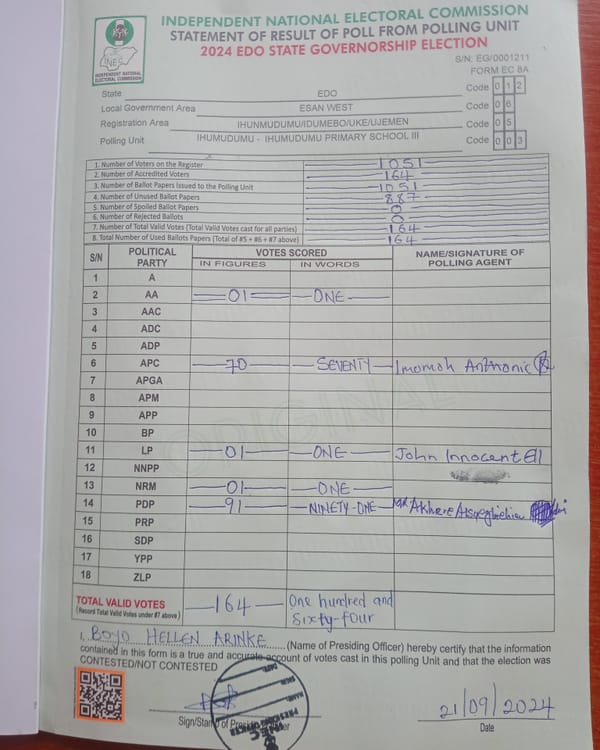 INDEPENDENT NATIONAL ELECTORAL COMMISSION
STATEMENT OF RESULT OF POLL FROM POLLING UNIT
2024 EDO STATE GOVERNORSHIP ELECTION
INEC
INDEPENDENT NATIONAL ELECTORAL COMMISSION
S/N: EG/0001211
FORM EC 8A
State EDO Code 0 1 2
Local Government Area ESAN WEST Code 0 6
Registration Area IHUNMUDUMU/IDUMEBO/UKE/UJEMEN Code 0 5
Polling Unit IHUMUDUMU - IHUMUDUMU PRIMARY SCHOOL III Code 0 0 3
1. Number of Voters on the Register 1051
2. Number of Accredited Voters 164
3. Number of Ballot Papers Issued to the Polling Unit 1051
4. Number of Unused Ballot Papers 887
5. Number of Spoiled Ballot Papers 0
6. Number of Rejected Ballots 0
7. Number of Total Valid Votes (Total Valid Votes cast for all parties) 164
8. Total Number of Used Ballots Papers (Total of #5 + #6 + #7 above) 164
S/N POLITICAL PARTY VOTES SCORED NAME/SIGNATURE OF POLLING AGENT
IN FIGURES IN WORDS
1 A
2 AA 01 ONE
3 AAC
4 ADC
5 ADP
6 APC 70 SEVENTY Imomoh
7 APGA
8 APM
9 APP
10 BP
11 LP 01 ONE John Innocent
12 NNPP
13 NRM 01 ONE
14 PDP 91 NINETY-ONE Mr Akhere
15 PRP
16 SDP
17 YPP
18 ZLP
ORIGINAL
TOTAL VALID VOTES 164 One hundred and
(Record Total Valid Votes under #7 above) Sixty-four
I, BOYO HELLEN ARINKE (Name of Presiding Officer) hereby certify that the information
contained in this form is a true and accurate account of votes cast in this polling Unit and that the election was
CONTESTED/NOT CONTESTED
Sign/Stamp of Presiding Officer
INEC
PRESIDING OFFICER
21/09/2024
Date